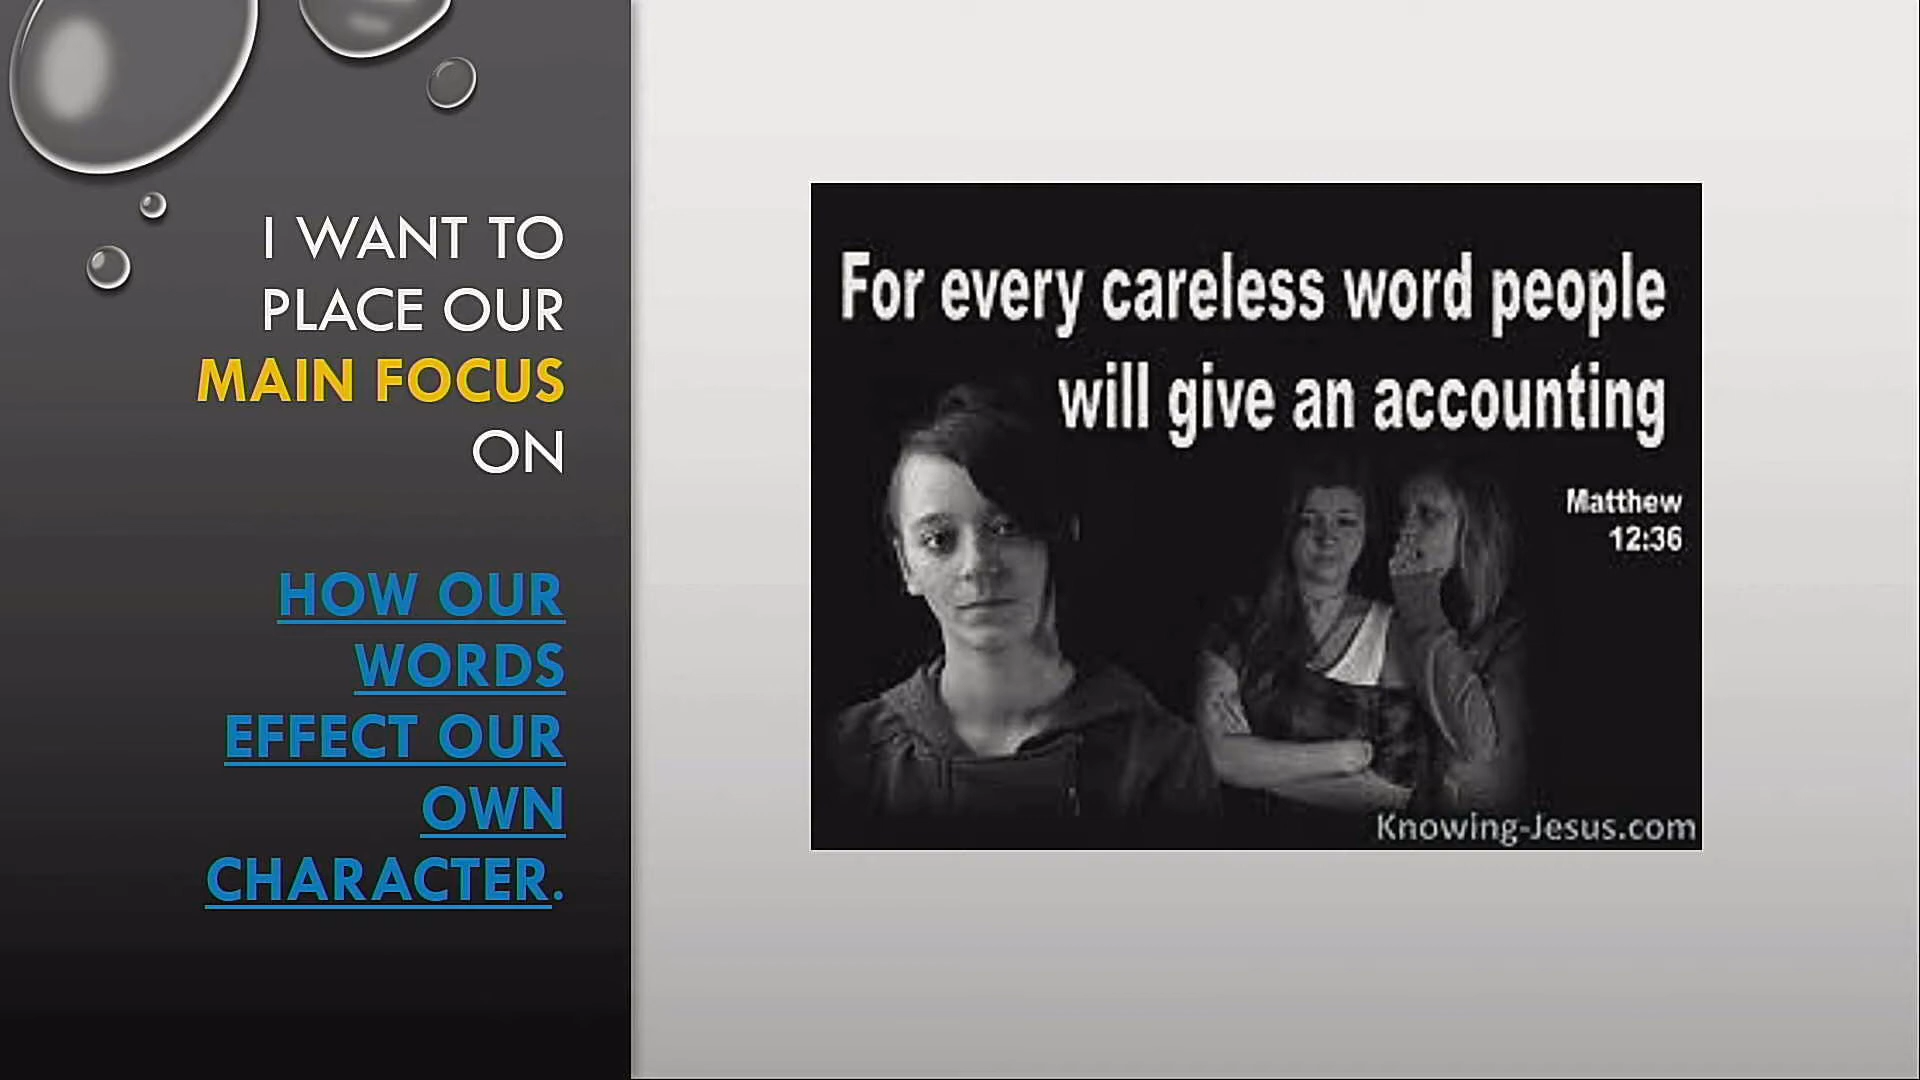 I WANT TO
PLACE OUR
MAIN FOCUS
ON
HOW OUR
WORDS
EFFECT OUR
OWN
CHARACTER.
For every careless word people
will give an accounting
Matthew
12:36
Knowing-Jesus.com